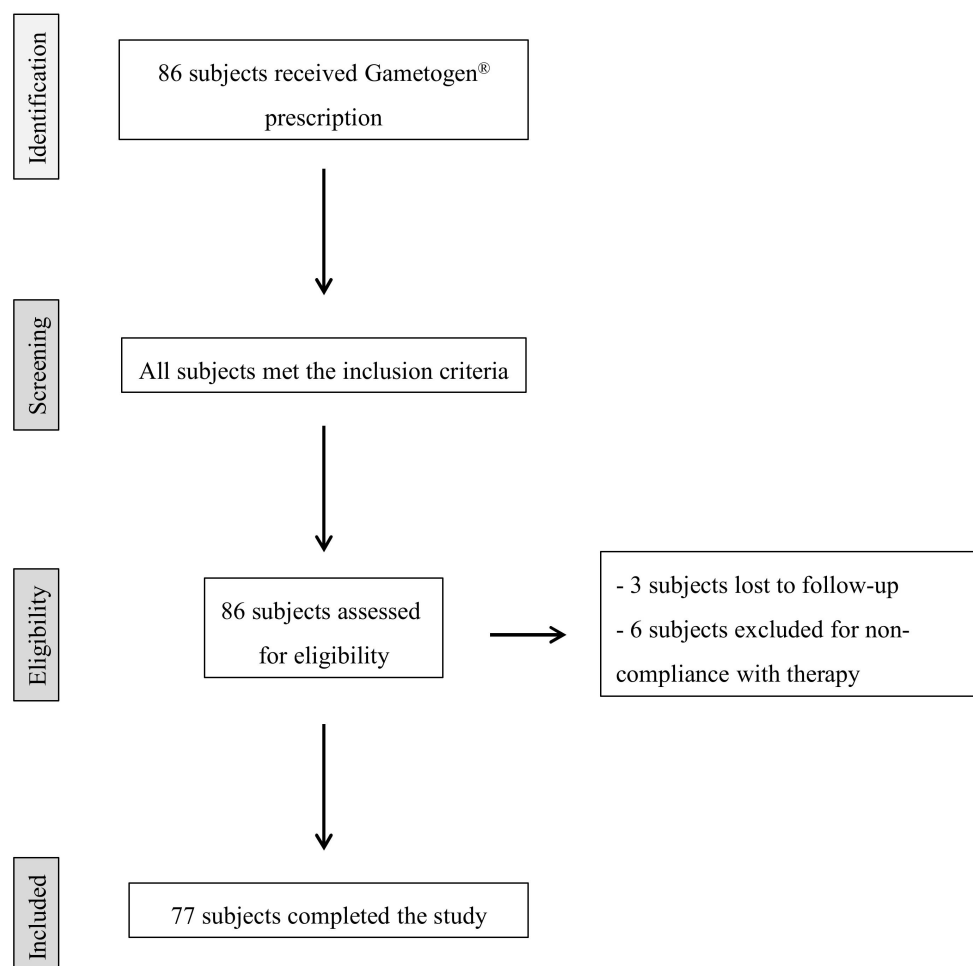 Identification
86 subjects received Gametogen®
prescription
Screening
All subjects met the inclusion criteria
Eligibility
86 subjects assessed
for eligibility
- 3 subjects lost to follow-up
- 6 subjects excluded for non-
compliance with therapy
Included
77 subjects completed the study